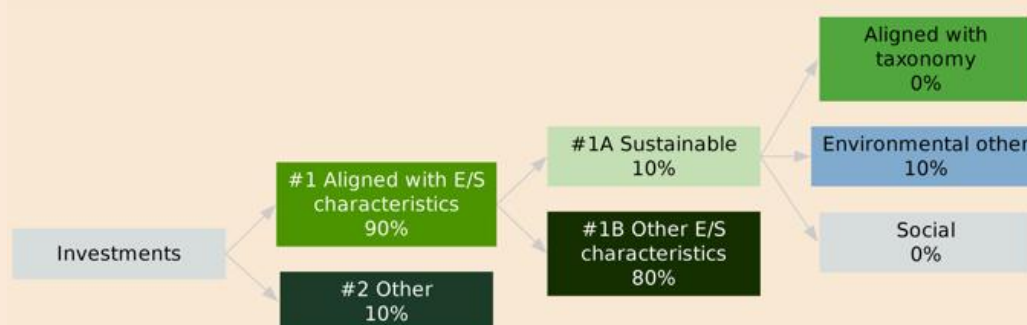 Investments
#1 Aligned with E/S
characteristics
90%
#2 Other
10%
#1A Sustainable
10%
#1B Other E/S
characteristics
80%
Aligned with
taxonomy
0%
Environmental other
10%
Social
0%